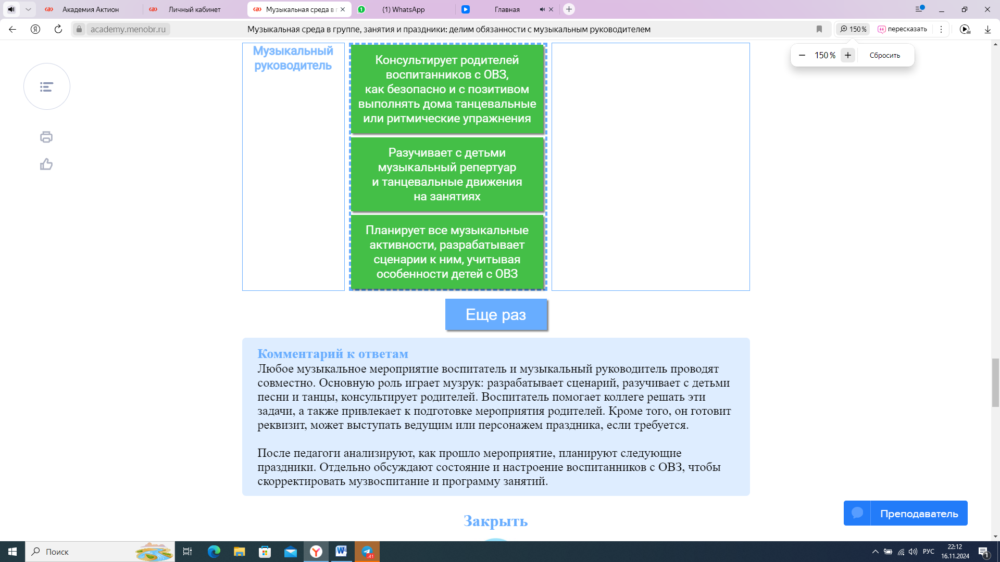 Академия Актион
Личный кабинет
Музыкальная среда в г
1
(1) WhatsApp
Главная
Я
academy.menobr.ru
Музыкальная среда в группе, занятия и праздники: делим обязанности с музыкальным руководителем
150 %
пересказать
150 %
Сбросить
Музыкальный
руководитель
Консультирует родителей
воспитанников с ОВЗ,
как безопасно и с позитивом
выполнять дома танцевальные
или ритмические упражнения
Разучивает с детьми
музыкальный репертуар
и танцевальные движения
на занятиях
Планирует все музыкальные
активности, разрабатывает
сценарии к ним, учитывая
особенности детей с ОВЗ
Еще раз
Комментарий к ответам
Любое музыкальное мероприятие воспитатель и музыкальный руководитель проводят
совместно. Основную роль играет музрук: разрабатывает сценарий, разучивает с детьми
песни и танцы, консультирует родителей. Воспитатель помогает коллеге решать эти
задачи, а также привлекает к подготовке мероприятия родителей. Кроме того, он готовит
реквизит, может выступать ведущим или персонажем праздника, если требуется.
После педагоги анализируют, как прошло мероприятие, планируют следующие
праздники. Отдельно обсуждают состояние и настроение воспитанников с ОВЗ, чтобы
скорректировать музвоспитание и программу занятий.
Закрыть
Преподаватель
Поиск
41
РУС
22:12
16.11.2024
1